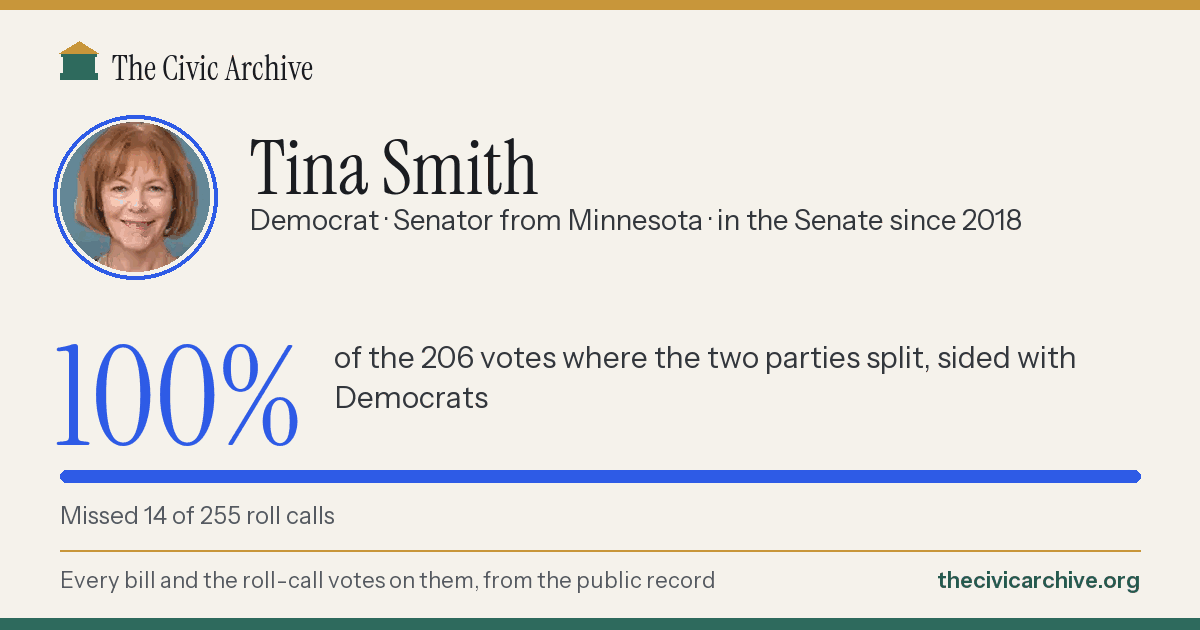 The Civic Archive
Tina Smith
Democrat · Senator from Minnesota · in the Senate since 2018
100%
of the 206 votes where the two parties split, sided with
Democrats
Missed 14 of 255 roll calls
Every bill and the roll-call votes on them, from the public record
thecivicarchive.org